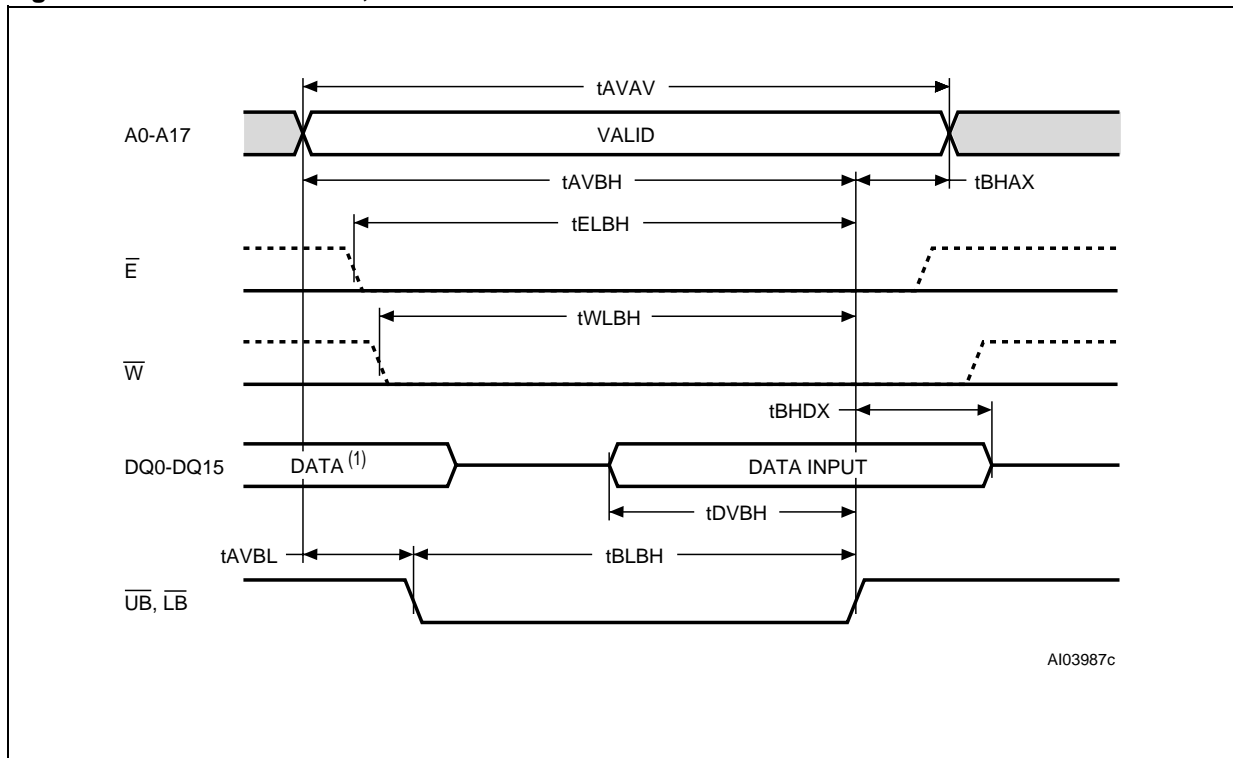 tAVAV
A0-A17 VALID
tAVBH tBHAX
tELBH
E
tWLBH
W
tBHDX
DQ0-DQ15 DATA (1) DATA INPUT
tDVBH
tAVBL tBLBH
UB, LB
AI03987c